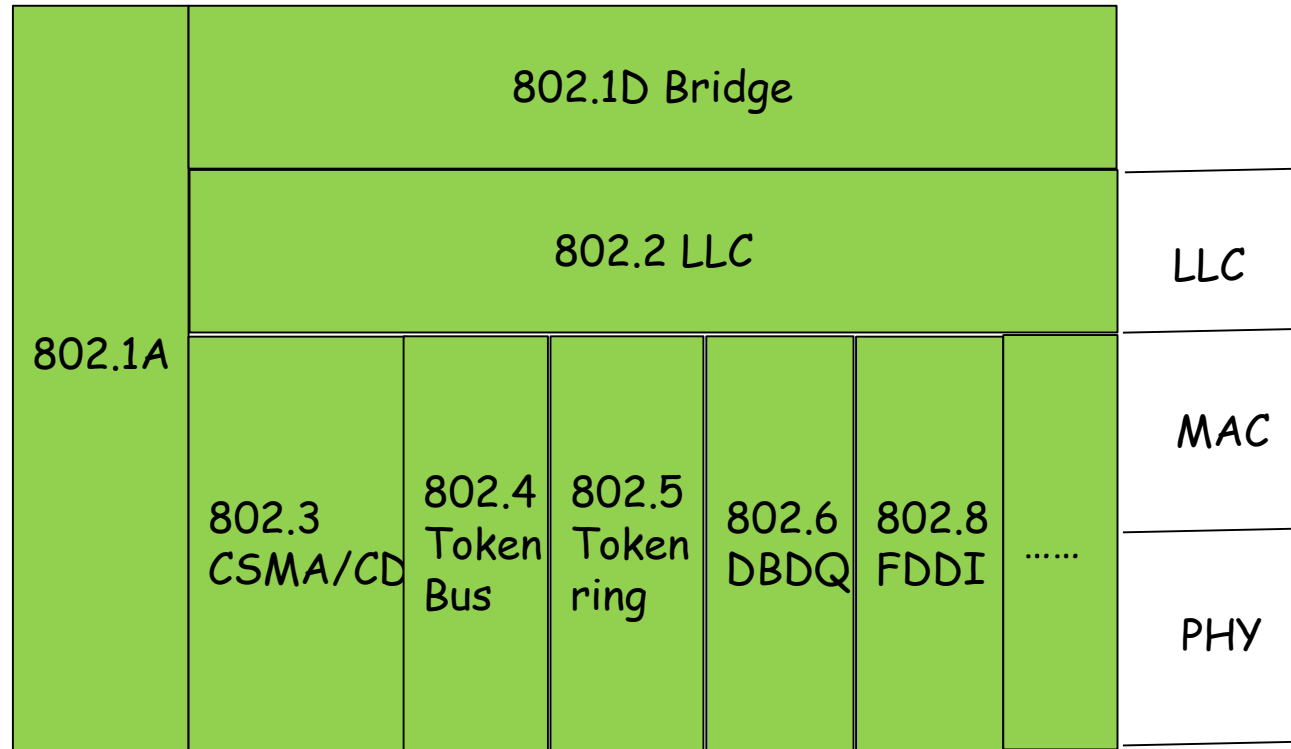 802.1D Bridge
802.2 LLC
LLC
802.1A
MAC
802.3
CSMA/CD
802.4
Token
Bus
802.5
Token
ring
802.6
DBDQ
802.8
FDDI
......
PHY